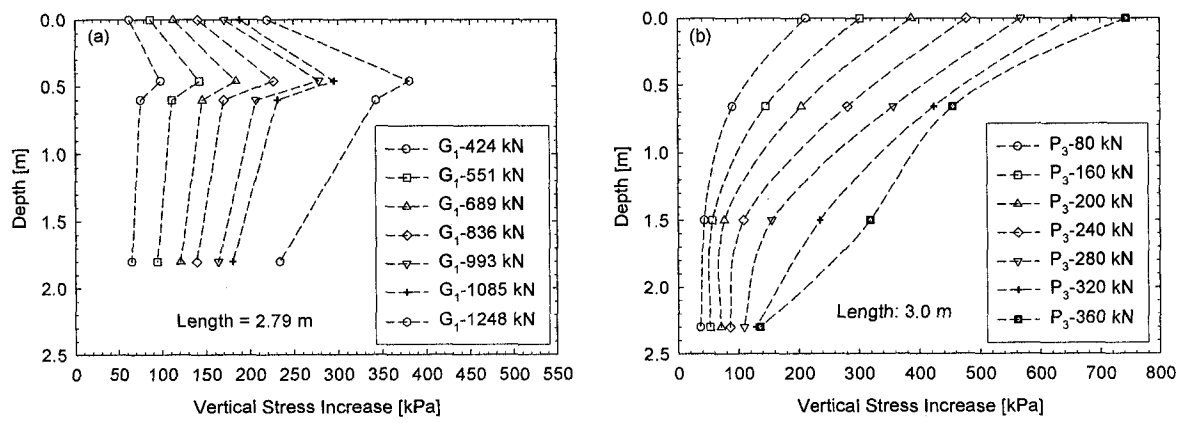 (a)
0.0
0.5
1.0
1.5
2.0
2.5
Depth [m]
0 50 100 150 200 250 300 350 400 450 500 550
Vertical Stress Increase [kPa]
Length = 2.79 m
G₁-424 kN
G₁-551 kN
G₁-689 kN
G₁-836 kN
G₁-993 kN
G₁-1085 kN
G₁-1248 kN
(b)
0.0
0.5
1.0
1.5
2.0
2.5
Depth [m]
0 100 200 300 400 500 600 700 800
Vertical Stress Increase [kPa]
Length: 3.0 m
P₃-80 kN
P₃-160 kN
P₃-200 kN
P₃-240 kN
P₃-280 kN
P₃-320 kN
P₃-360 kN